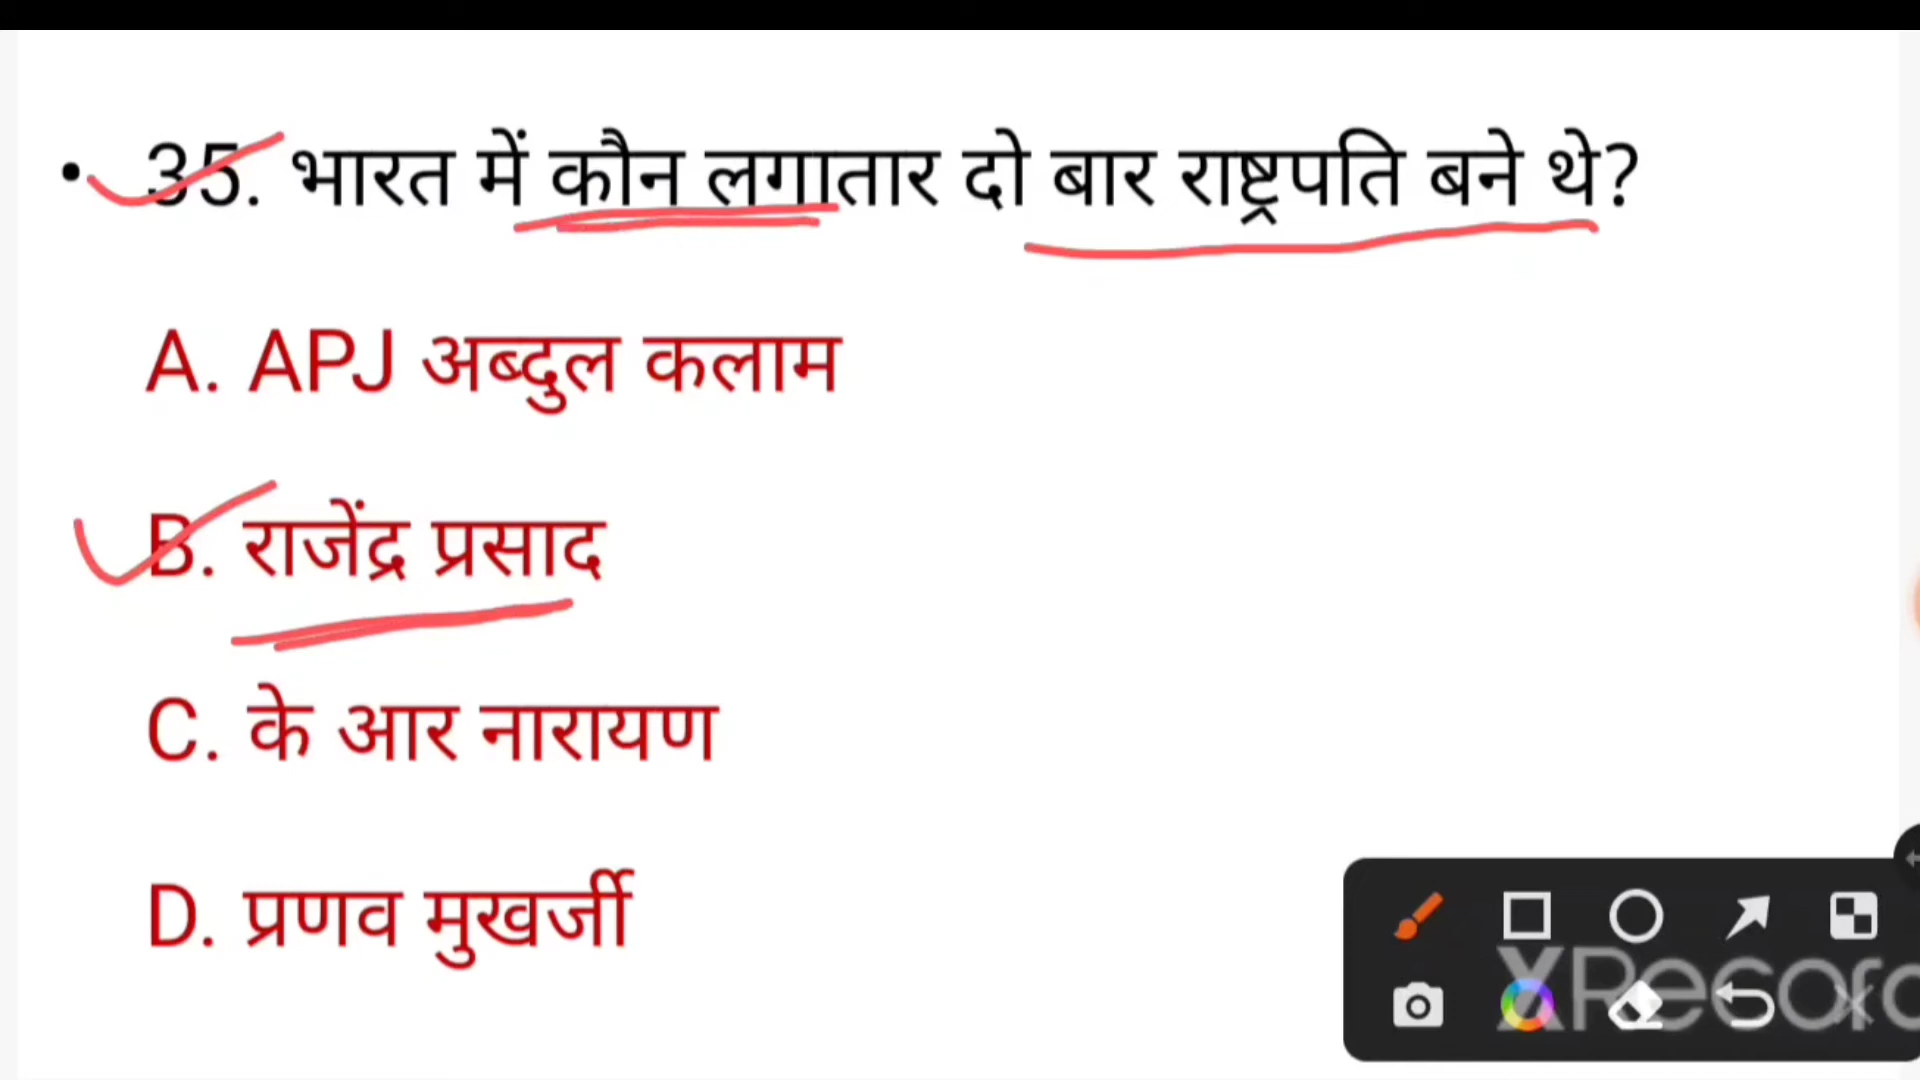 • 35. भारत में कौन लगातार दो बार राष्ट्रपति बने थे?
A. APJ अब्दुल कलाम
B. राजेंद्र प्रसाद
C. के आर नारायण
D. प्रणव मुखर्जी